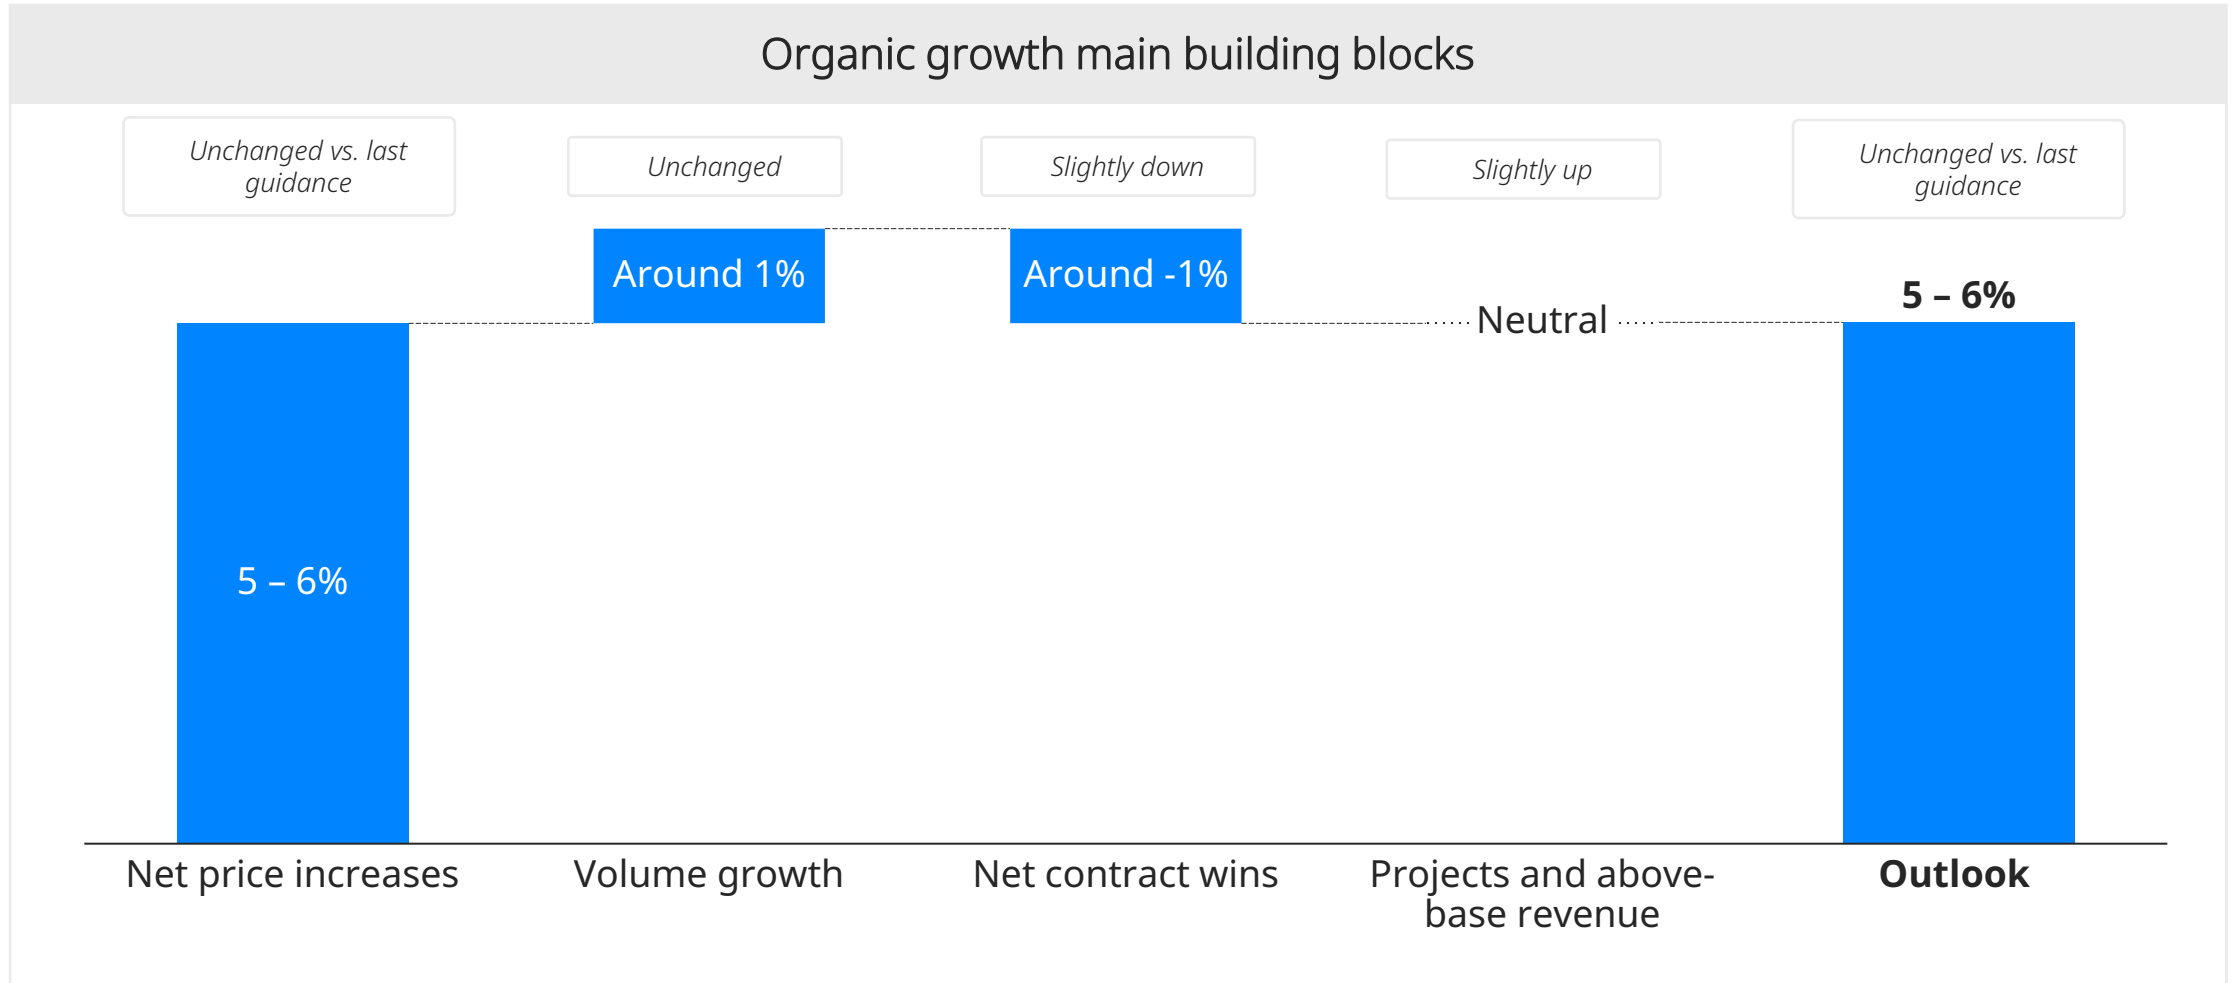 Organic growth main building blocks
Unchanged vs. last
guidance
Unchanged
Slightly down
Slightly up
Unchanged vs. last
guidance
5 – 6%
Around 1%
Around -1%
Neutral
5 – 6%
Net price increases
Volume growth
Net contract wins
Projects and above-
base revenue
Outlook